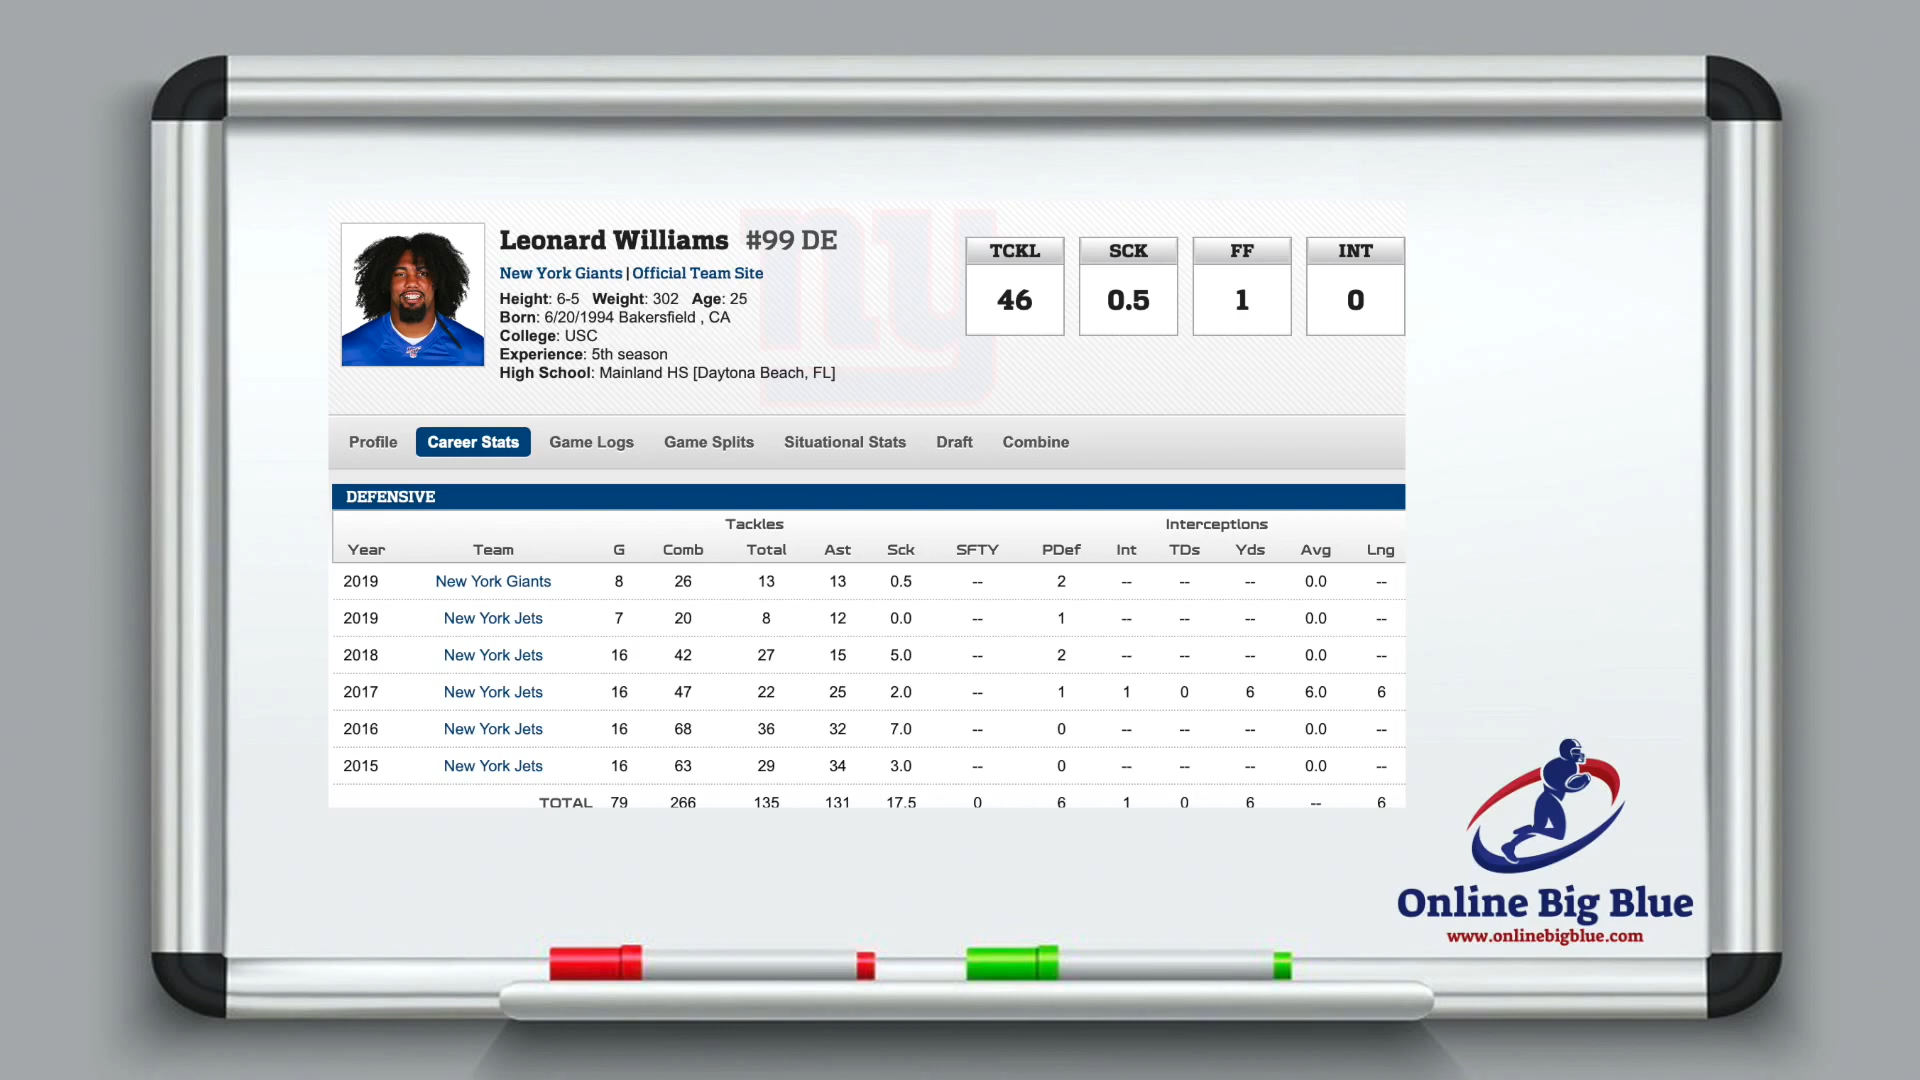 Leonard Williams #99 DE
New York Giants | Official Team Site
Height: 6-5 Weight: 302 Age: 25
Born: 6/20/1994 Bakersfield , CA
College: USC
Experience: 5th season
High School: Mainland HS [Daytona Beach, FL]
TCKL SCK FF INT
46 0.5 1 0
Profile Career Stats Game Logs Game Splits Situational Stats Draft Combine
DEFENSIVE
Tackles Interceptions
Year Team G Comb Total Ast Sck SFTY PDef Int TDs Yds Avg Lng
2019 New York Giants 8 26 13 13 0.5 -- 2 -- -- -- 0.0 --
2019 New York Jets 7 20 8 12 0.0 -- 1 -- -- -- 0.0 --
2018 New York Jets 16 42 27 15 5.0 -- 2 -- -- -- 0.0 --
2017 New York Jets 16 47 22 25 2.0 -- 1 1 0 6 6.0 6
2016 New York Jets 16 68 36 32 7.0 -- 0 -- -- -- 0.0 --
2015 New York Jets 16 63 29 34 3.0 -- 0 -- -- -- 0.0 --
TOTAL 79 266 135 131 17.5 0 6 1 0 6 -- 6
ny
Online Big Blue
www.onlinebigblue.com